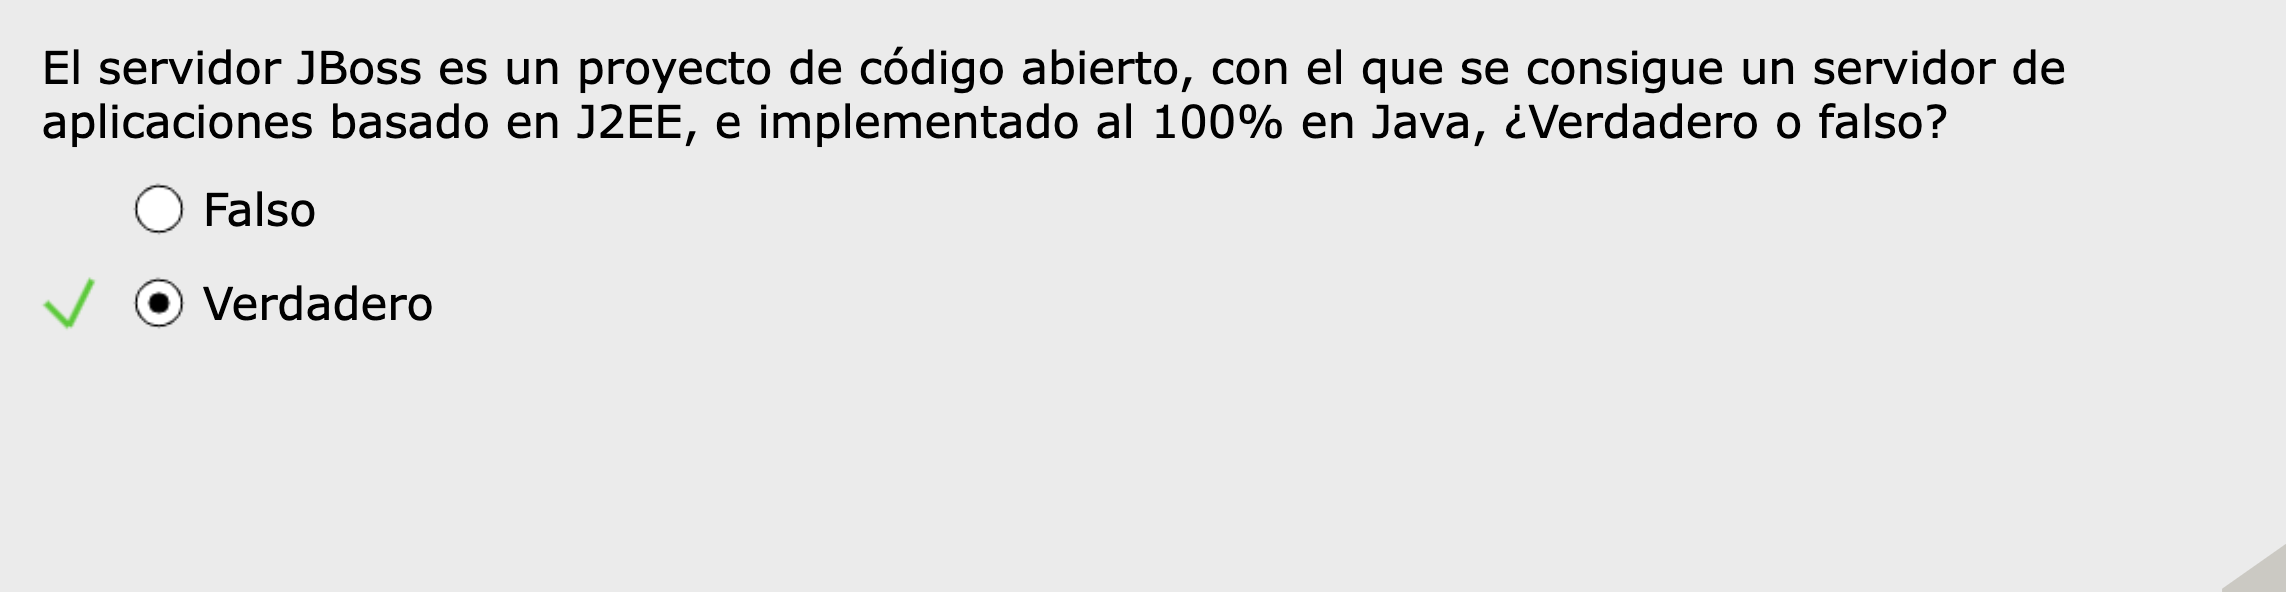 El servidor JBoss es un proyecto de código abierto, con el que se consigue un servidor de
aplicaciones basado en J2EE, e implementado al 100% en Java, ¿Verdadero o falso?
Falso
Verdadero